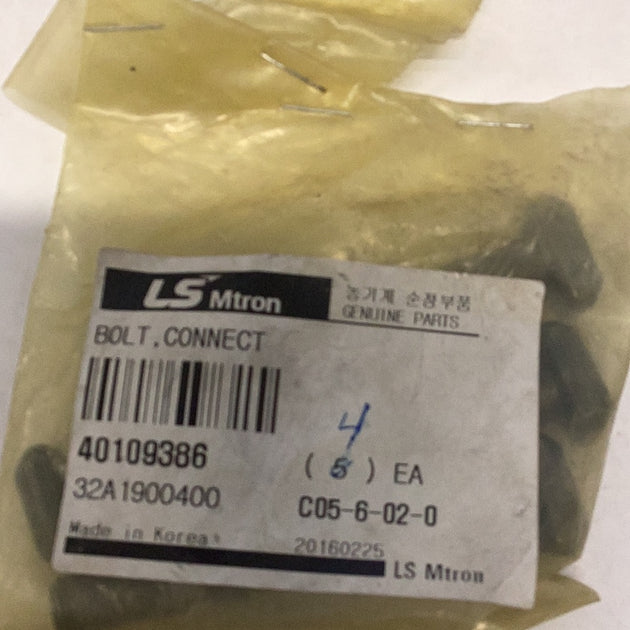 LS Mtron
농기계 순정부품
GENUINE PARTS
BOLT,CONNECT
40109386
32A1900400
4
( 5 ) EA
C05-6-02-0
Made in Korea
20160225
LS Mtron